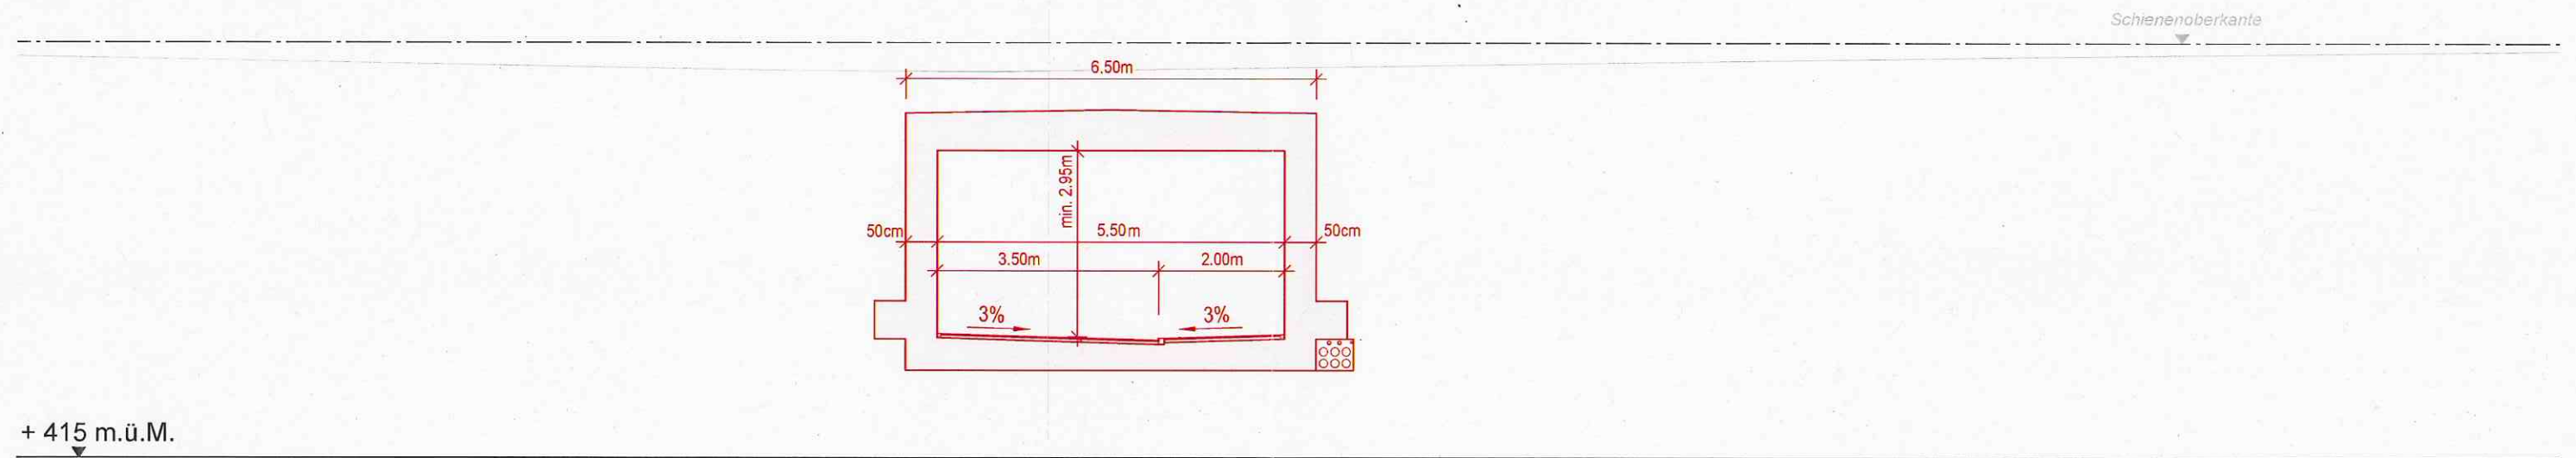 Schienenoberkante
6.50m
min. 2.95m
50cm
5.50m
50cm
3.50m
2.00m
3%
3%
+ 415 m.ü.M.